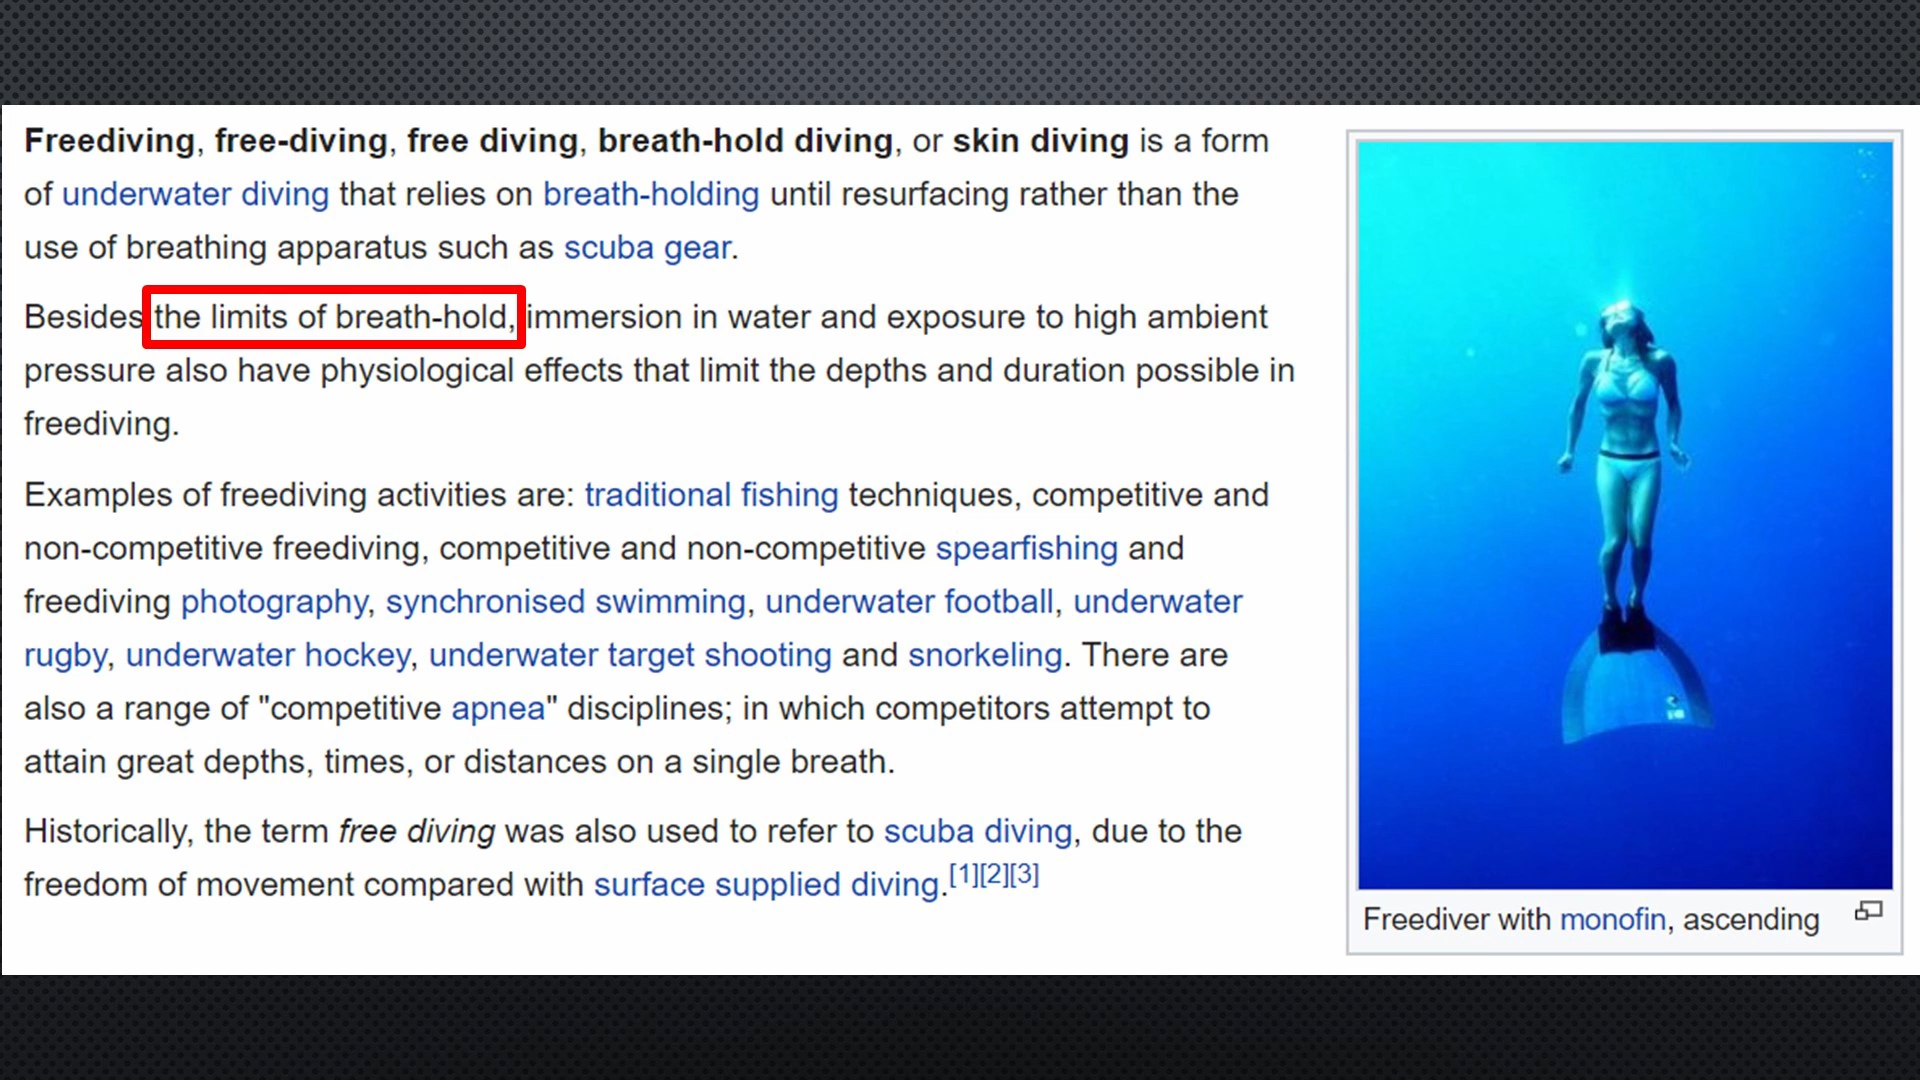 Freediving, free-diving, free diving, breath-hold diving, or skin diving is a form
of underwater diving that relies on breath-holding until resurfacing rather than the
use of breathing apparatus such as scuba gear.
Besides the limits of breath-hold, immersion in water and exposure to high ambient
pressure also have physiological effects that limit the depths and duration possible in
freediving.
Examples of freediving activities are: traditional fishing techniques, competitive and
non-competitive freediving, competitive and non-competitive spearfishing and
freediving photography, synchronised swimming, underwater football, underwater
rugby, underwater hockey, underwater target shooting and snorkeling. There are
also a range of "competitive apnea" disciplines; in which competitors attempt to
attain great depths, times, or distances on a single breath.
Historically, the term free diving was also used to refer to scuba diving, due to the
freedom of movement compared with surface supplied diving.[1][2][3]
Freediver with monofin, ascending